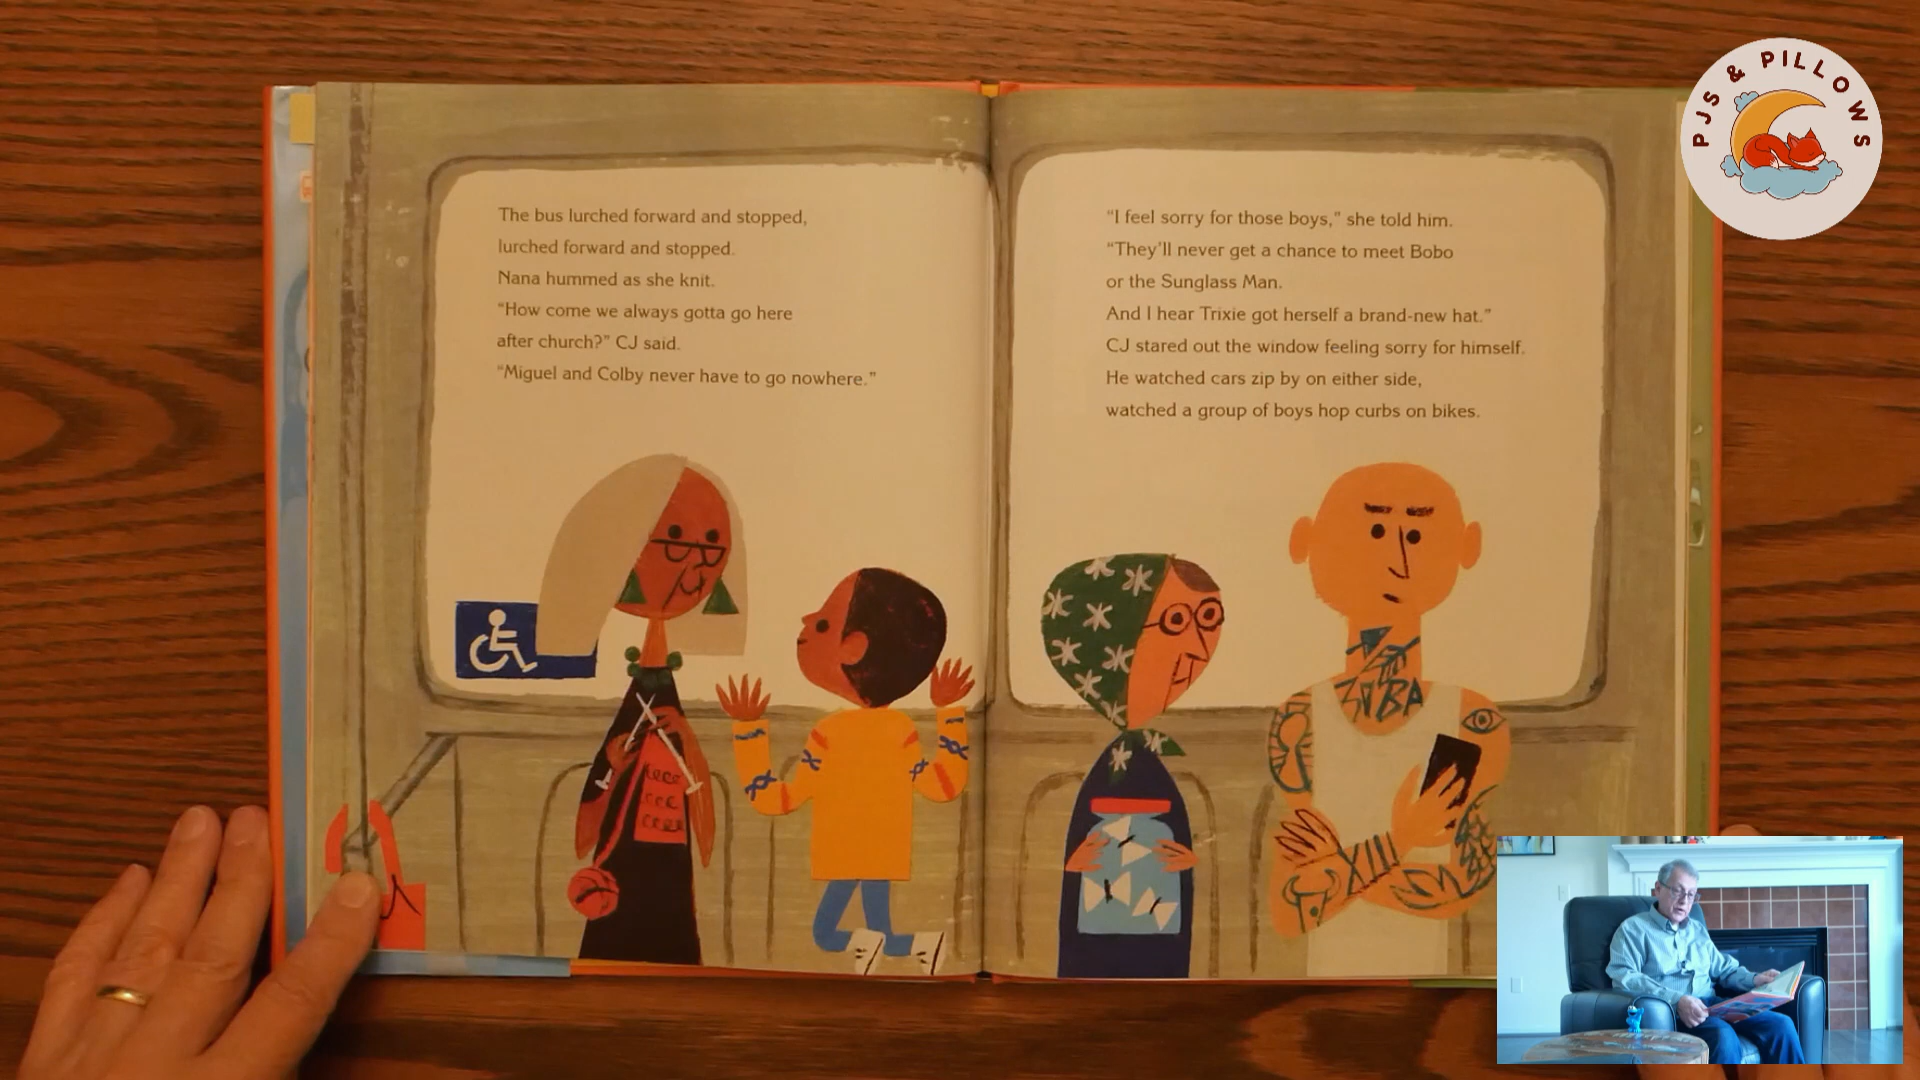 PJS & PILLOWS
The bus lurched forward and stopped,
lurched forward and stopped.
Nana hummed as she knit.
“How come we always gotta go here
after church?” CJ said.
“Miguel and Colby never have to go nowhere.”
“I feel sorry for those boys,” she told him.
“They’ll never get a chance to meet Bobo
or the Sunglass Man.
And I hear Trixie got herself a brand-new hat.”
CJ stared out the window feeling sorry for himself.
He watched cars zip by on either side,
watched a group of boys hop curbs on bikes.
XIII